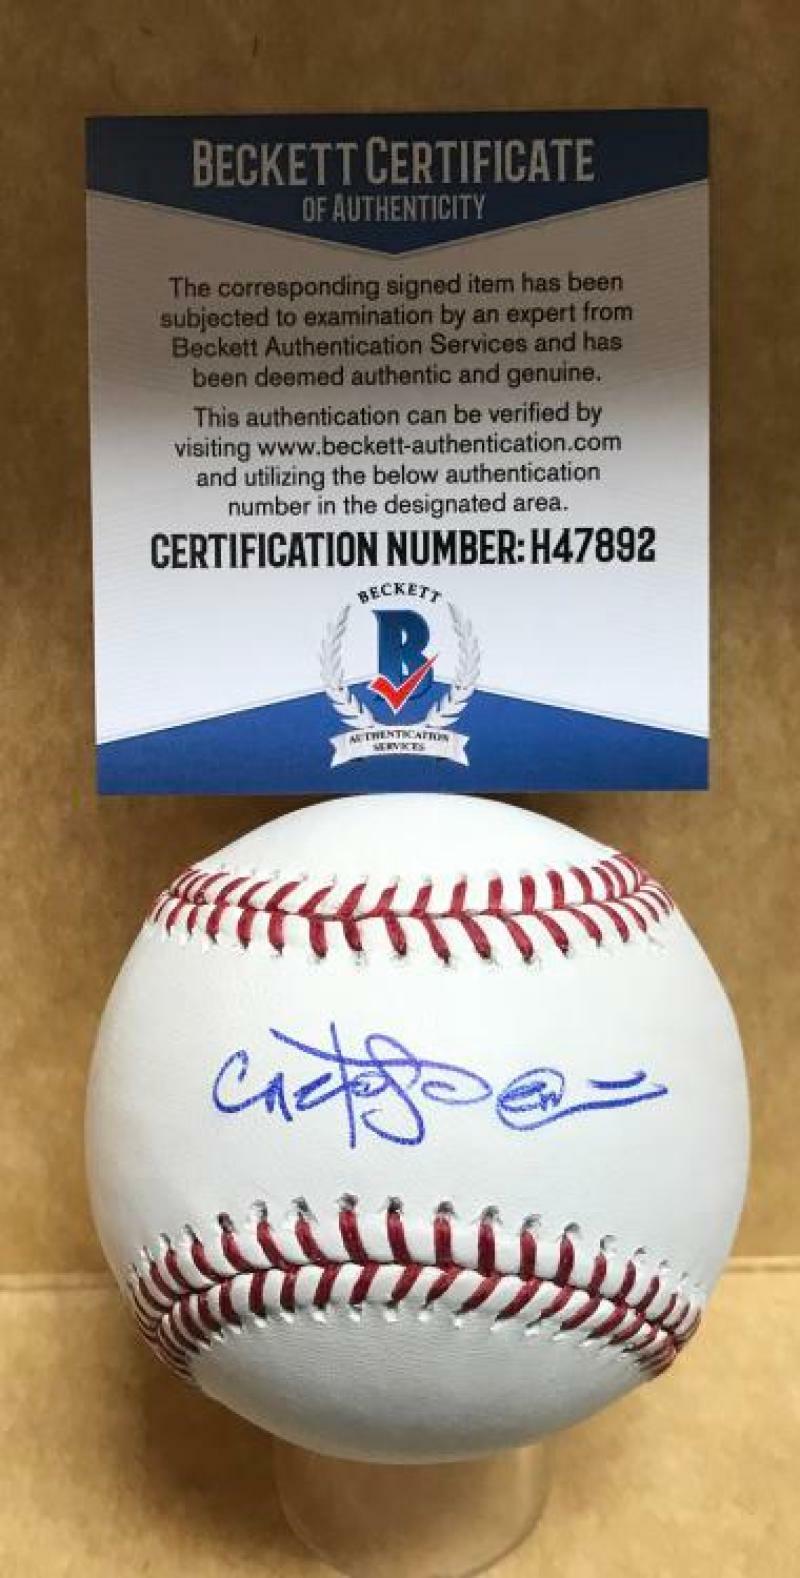 BECKETT CERTIFICATE
OF AUTHENTICITY
The corresponding signed item has been
subjected to examination by an expert from
Beckett Authentication Services and has
been deemed authentic and genuine.
This authentication can be verified by
visiting www.beckett-authentication.com
and utilizing the below authentication
number in the designated area.
CERTIFICATION NUMBER: H47892
BECKETT
B
AUTHENTICATION
SERVICES